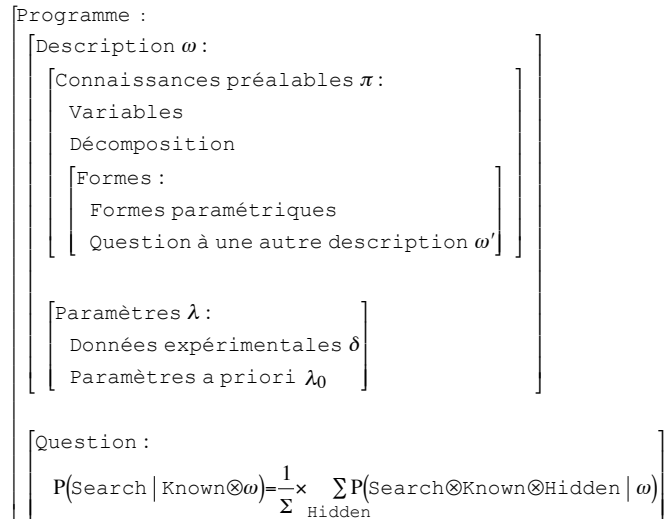 Programme :
Description ω :
Connaissances préalables π :
Variables
Décomposition
Formes :
Formes paramétriques
Question à une autre description ω'
Paramètres λ :
Données expérimentales δ
Paramètres a priori λ0
Question :
P(Search | Known⊗ω)=1/Σ× ∑P(Search⊗Known⊗Hidden | ω)
Hidden